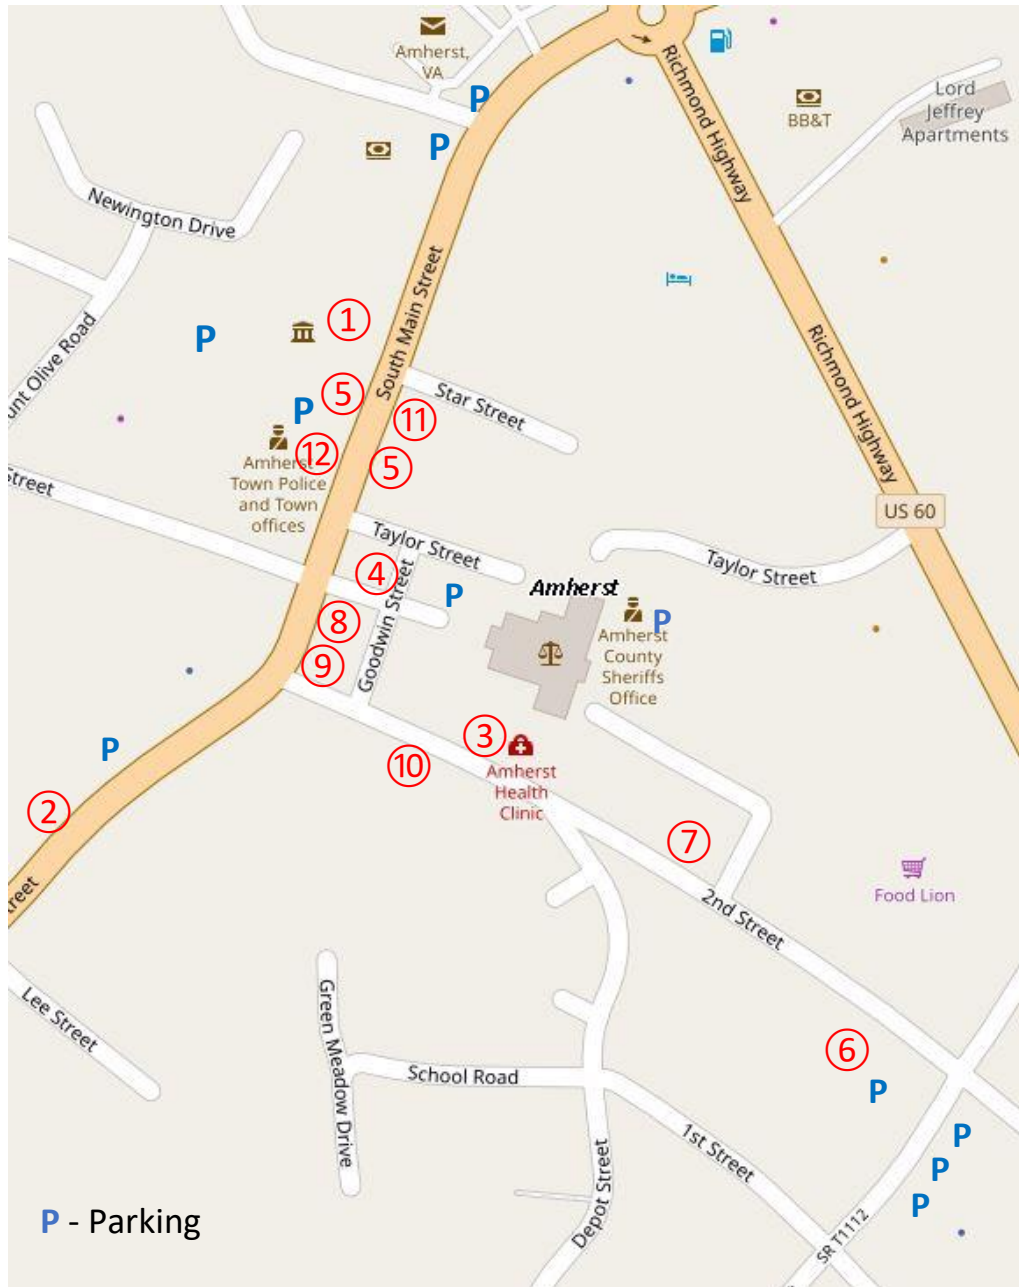 Amherst,
VA
P
P
Richmond Highway
BB&T
Lord
Jeffrey
Apartments
Newington Drive
South Main Street
①
P
unt Olive Road
Richmond Highway
⑤
P
⑪
Star Street
⑫
⑤
Amherst
Town Police
and Town
offices
Street
US 60
Taylor Street
Taylor Street
④
Goodwin Street
P
Amherst
P
Amherst
County
Sheriffs
Office
⑧
⑨
③
P
⑩
Amherst
Health
Clinic
②
⑦
Food Lion
2nd Street
treet
Lee Street
Green Meadow Drive
⑥
School Road
P
1st Street
P
P
P
Depot Street
SR T1112
P - Parking